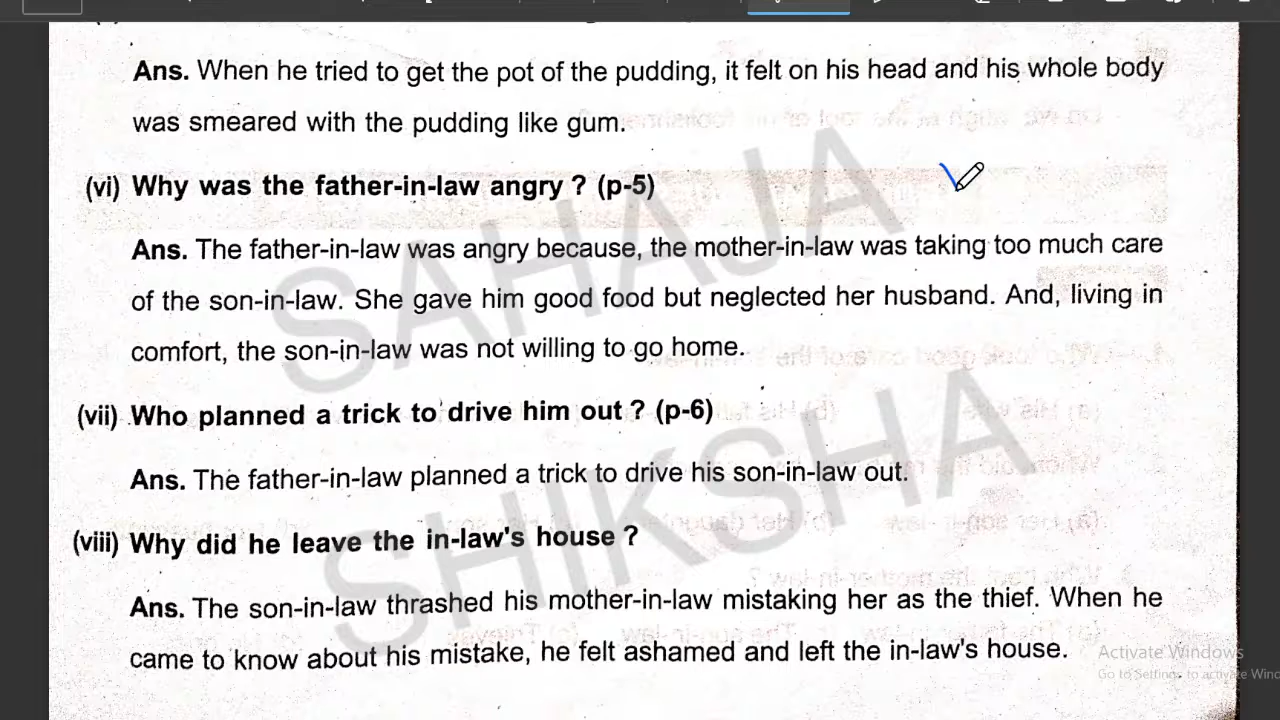 Ans. When he tried to get the pot of the pudding, it felt on his head and his whole body
was smeared with the pudding like gum.
(vi) Why was the father-in-law angry ? (p-5)
Ans. The father-in-law was angry because, the mother-in-law was taking too much care
of the son-in-law. She gave him good food but neglected her husband. And, living in
comfort, the son-in-law was not willing to go home.
(vii) Who planned a trick to drive him out ? (p-6)
Ans. The father-in-law planned a trick to drive his son-in-law out.
(viii) Why did he leave the in-law's house ?
Ans. The son-in-law thrashed his mother-in-law mistaking her as the thief. When he
came to know about his mistake, he felt ashamed and left the in-law's house.
SAHAJA
SHIKSHA
Activate Windows
Go to Settings to activate Wind